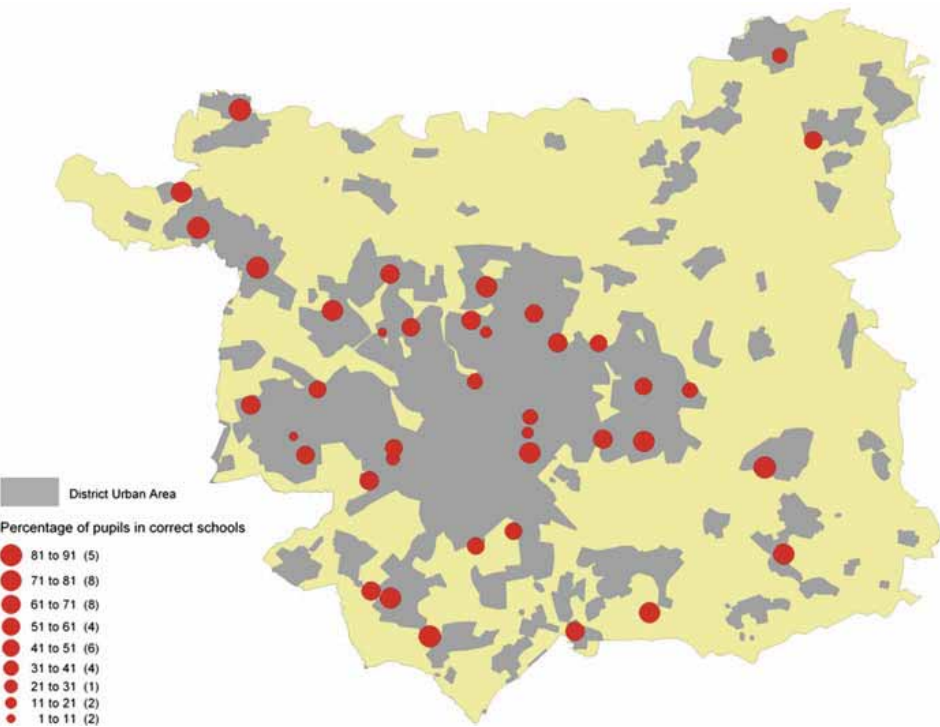 District Urban Area
Percentage of pupils in correct schools
81 to 91 (5)
71 to 81 (8)
61 to 71 (8)
51 to 61 (4)
41 to 51 (6)
31 to 41 (4)
21 to 31 (1)
11 to 21 (2)
1 to 11 (2)